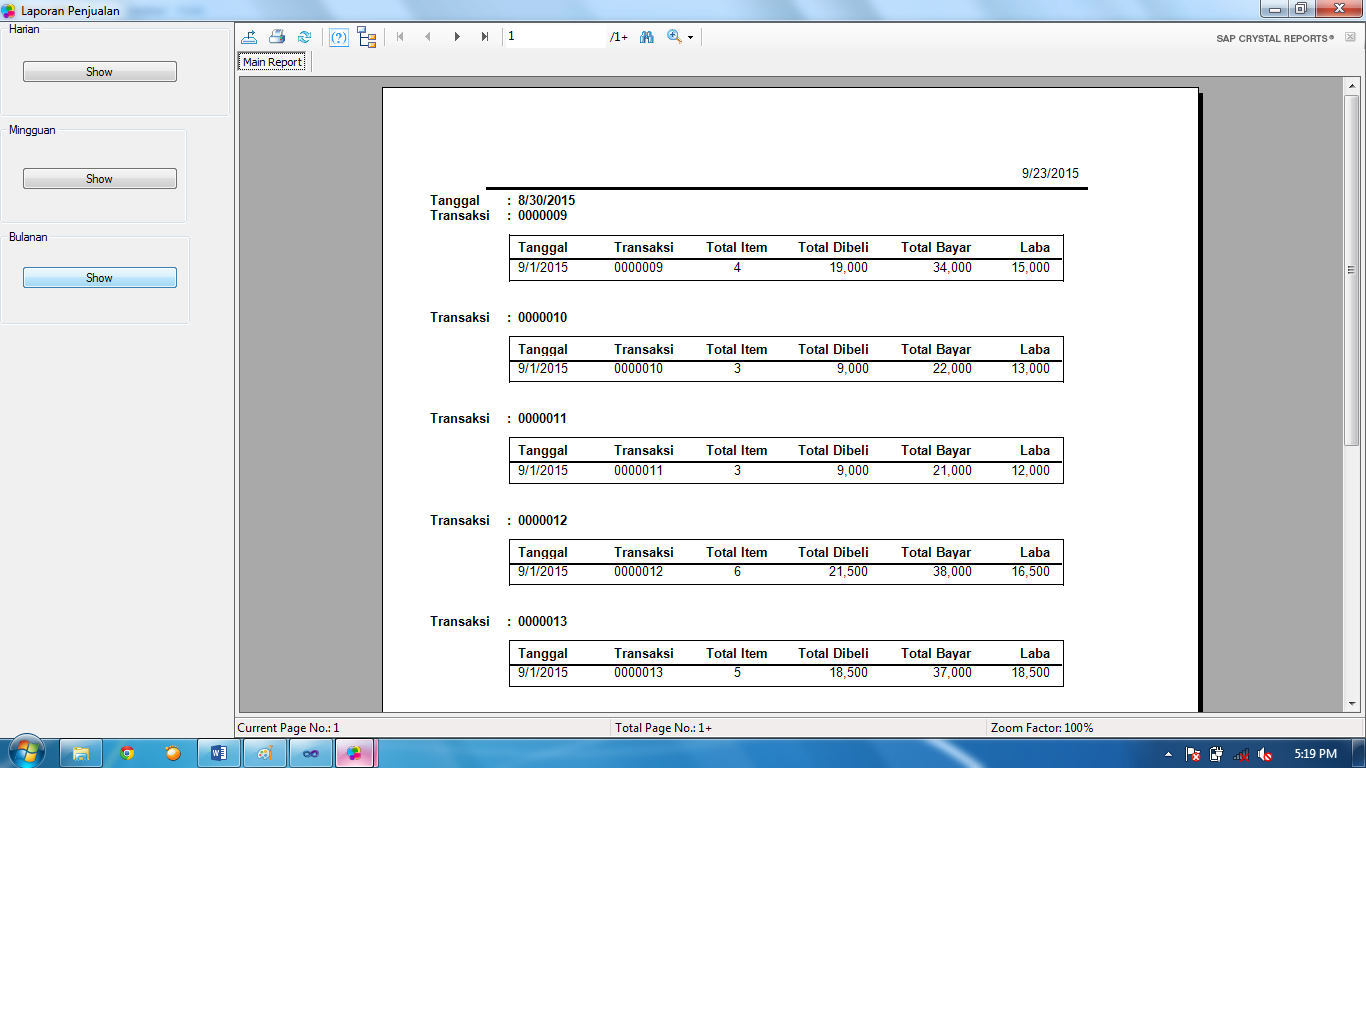 Laporan Penjualan
Harian
Show
Mingguan
Show
Bulanan
Show
1 /1+
SAP CRYSTAL REPORTS®
Main Report
9/23/2015
Tanggal : 8/30/2015
Transaksi : 0000009
Tanggal Transaksi Total Item Total Dibeli Total Bayar Laba
9/1/2015 0000009 4 19,000 34,000 15,000
Transaksi : 0000010
Tanggal Transaksi Total Item Total Dibeli Total Bayar Laba
9/1/2015 0000010 3 9,000 22,000 13,000
Transaksi : 0000011
Tanggal Transaksi Total Item Total Dibeli Total Bayar Laba
9/1/2015 0000011 3 9,000 21,000 12,000
Transaksi : 0000012
Tanggal Transaksi Total Item Total Dibeli Total Bayar Laba
9/1/2015 0000012 6 21,500 38,000 16,500
Transaksi : 0000013
Tanggal Transaksi Total Item Total Dibeli Total Bayar Laba
9/1/2015 0000013 5 18,500 37,000 18,500
Current Page No.: 1 Total Page No.: 1+ Zoom Factor: 100%
5:19 PM